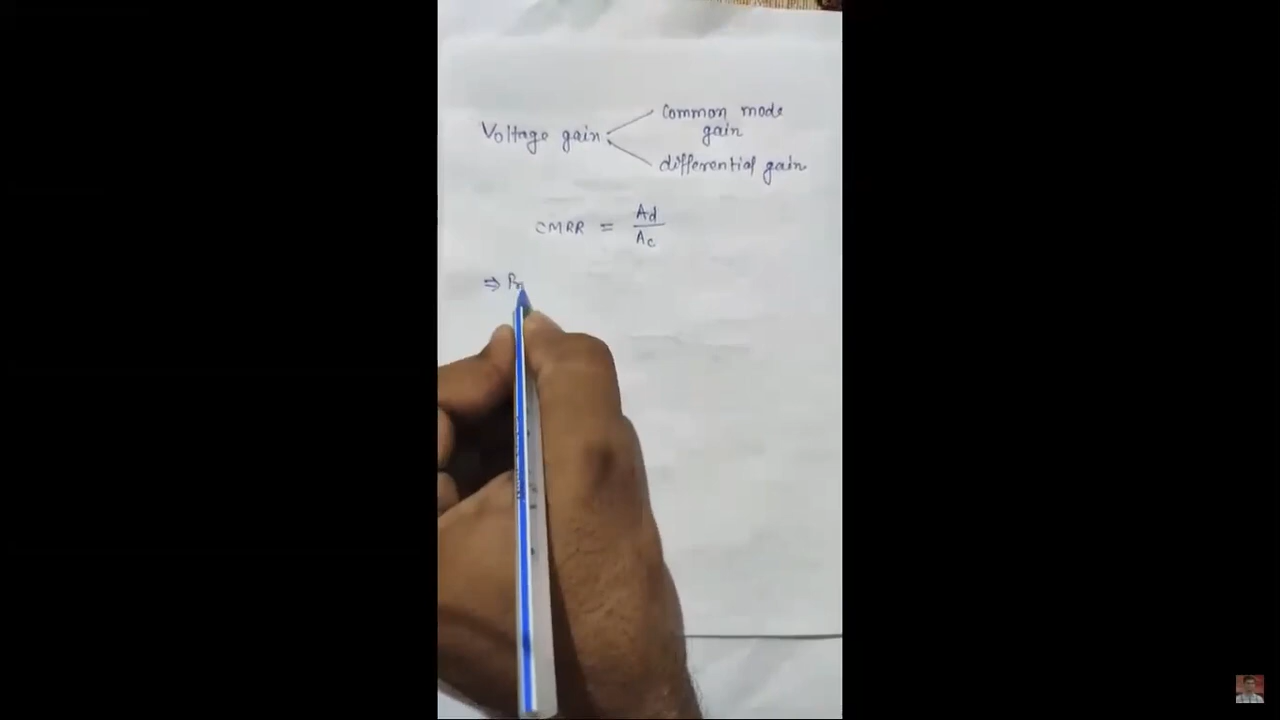 Voltage gain
Common mode
gain
differential gain
CMRR = Ad
Ac
⇒